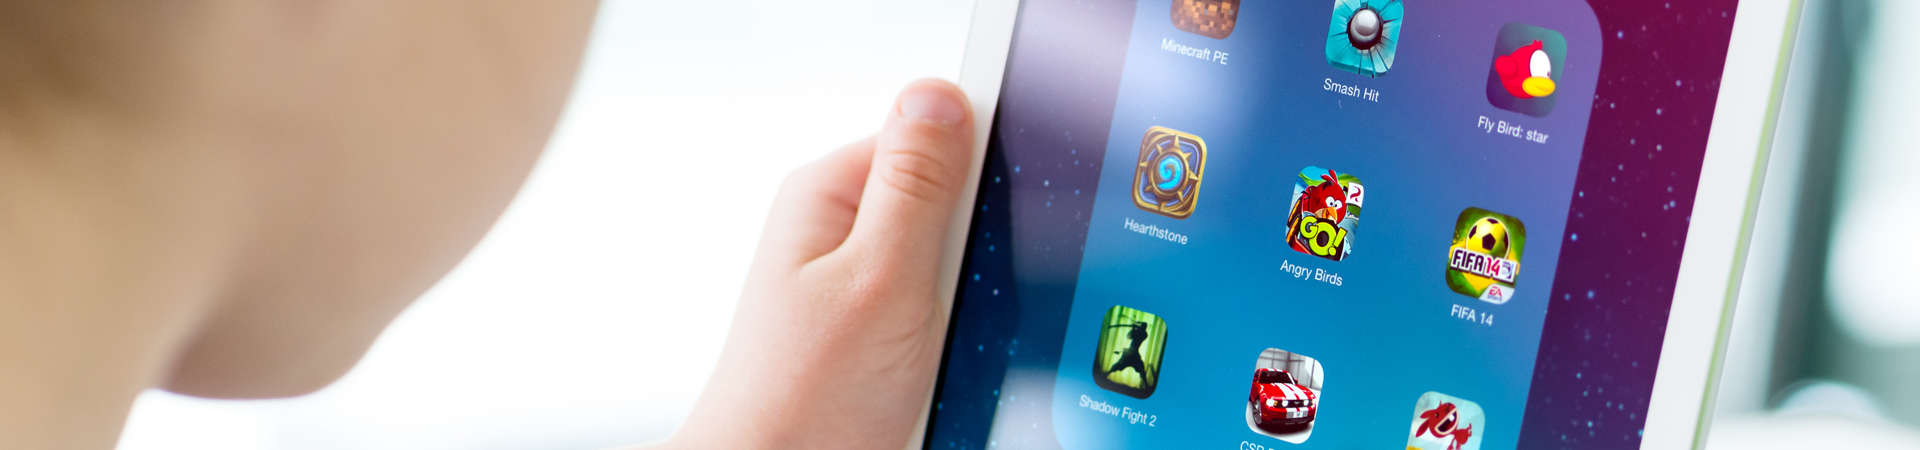 Minecraft PE
Smash Hit
Fly Bird: star
Hearthstone
GO!
2
Angry Birds
FIFA 14
EA
FIFA 14
Shadow Fight 2
CSR